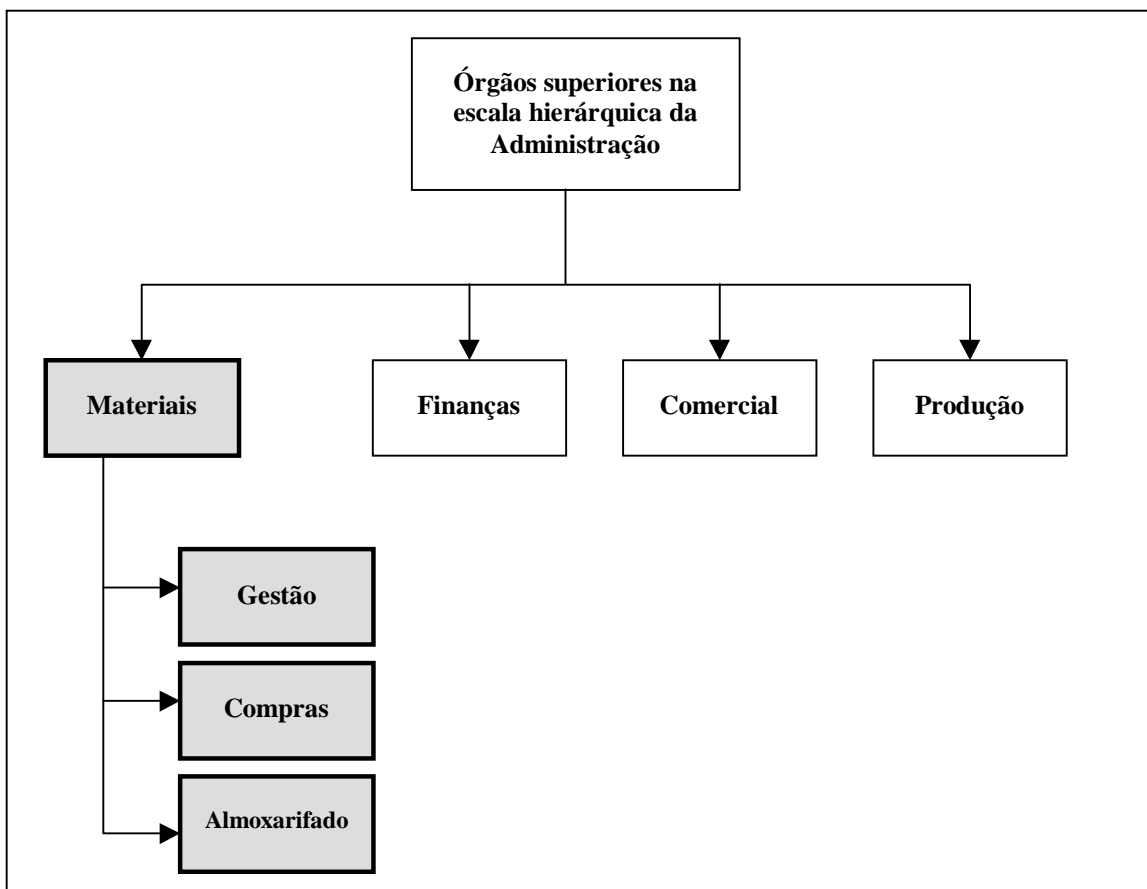 Órgãos superiores na
escala hierárquica da
Administração
Materiais
Finanças
Comercial
Produção
Gestão
Compras
Almoxarifado